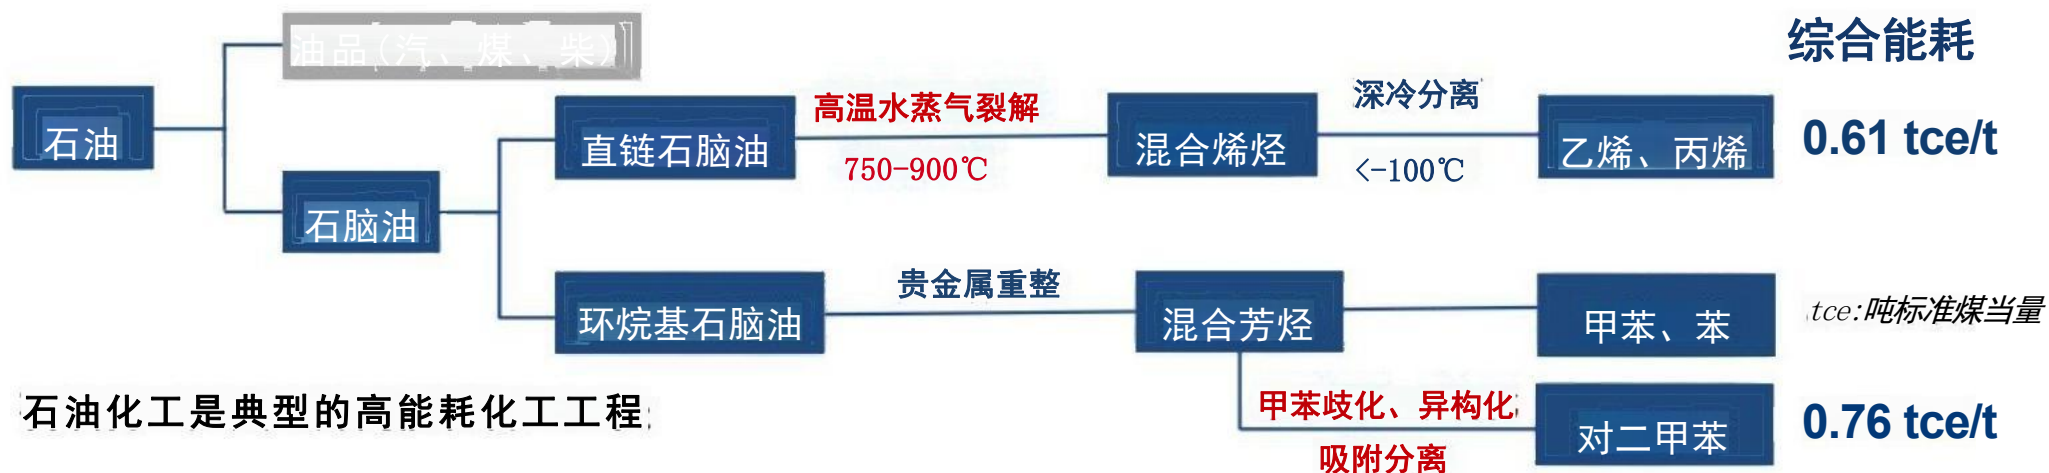 综合能耗
油品(汽、煤、柴)
石油
石脑油
直链石脑油
高温水蒸气裂解
750-900℃
混合烯烃
深冷分离
<-100℃
乙烯、丙烯
0.61 tce/t
环烷基石脑油
贵金属重整
混合芳烃
甲苯、苯
tce:吨标准煤当量
甲苯歧化、异构化
吸附分离
对二甲苯
0.76 tce/t
石油化工是典型的高能耗化工工程